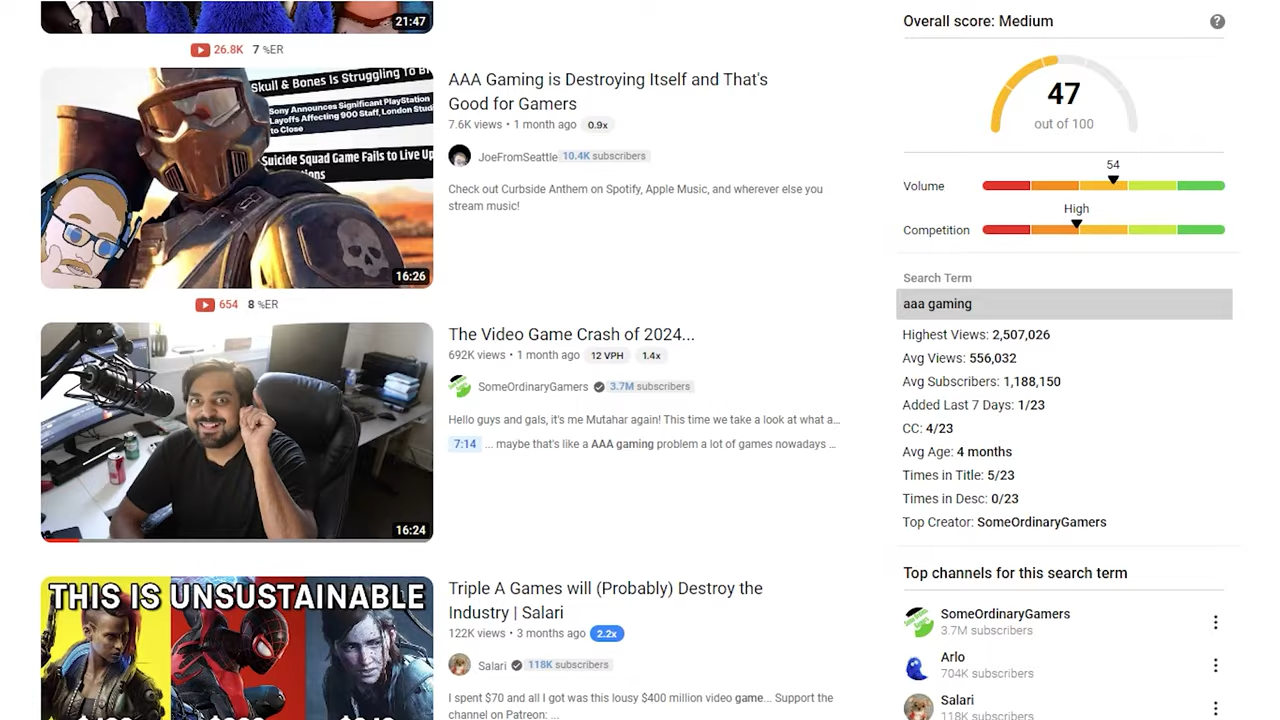 21:47
26.8K 7 %ER
Skull & Bones Is Struggling To
Sony Announces Significant PlayStation
Layoffs Affecting 900 Staff, London
to Close
Suicide Squad Game Fails to Live Up
16:26
AAA Gaming is Destroying Itself and That's
Good for Gamers
7.6K views • 1 month ago 0.9x
JoeFromSeattle 10.4K subscribers
Check out Curbside Anthem on Spotify, Apple Music, and wherever else you
stream music!
654 8 %ER
16:24
The Video Game Crash of 2024...
692K views • 1 month ago 12 VPH 1.4x
SomeOrdinaryGamers 3.7M subscribers
Hello guys and gals, it's me Mutahar again! This time we take a look at what a...
7:14 ... maybe that's like a AAA gaming problem a lot of games nowadays ...
THIS IS UNSUSTAINABLE
Triple A Games will (Probably) Destroy the
Industry | Salari
122K views • 3 months ago 2.2x
Salari 118K subscribers
I spent $70 and all I got was this lousy $400 million video game... Support the
channel on Patreon: ...
Overall score: Medium
?
47
out of 100
54
Volume
High
Competition
Search Term
aaa gaming
Highest Views: 2,507,026
Avg Views: 556,032
Avg Subscribers: 1,188,150
Added Last 7 Days: 1/23
CC: 4/23
Avg Age: 4 months
Times in Title: 5/23
Times in Desc: 0/23
Top Creator: SomeOrdinaryGamers
Top channels for this search term
SomeOrdinaryGamers
3.7M subscribers
Arlo
704K subscribers
Salari
118K subscribers